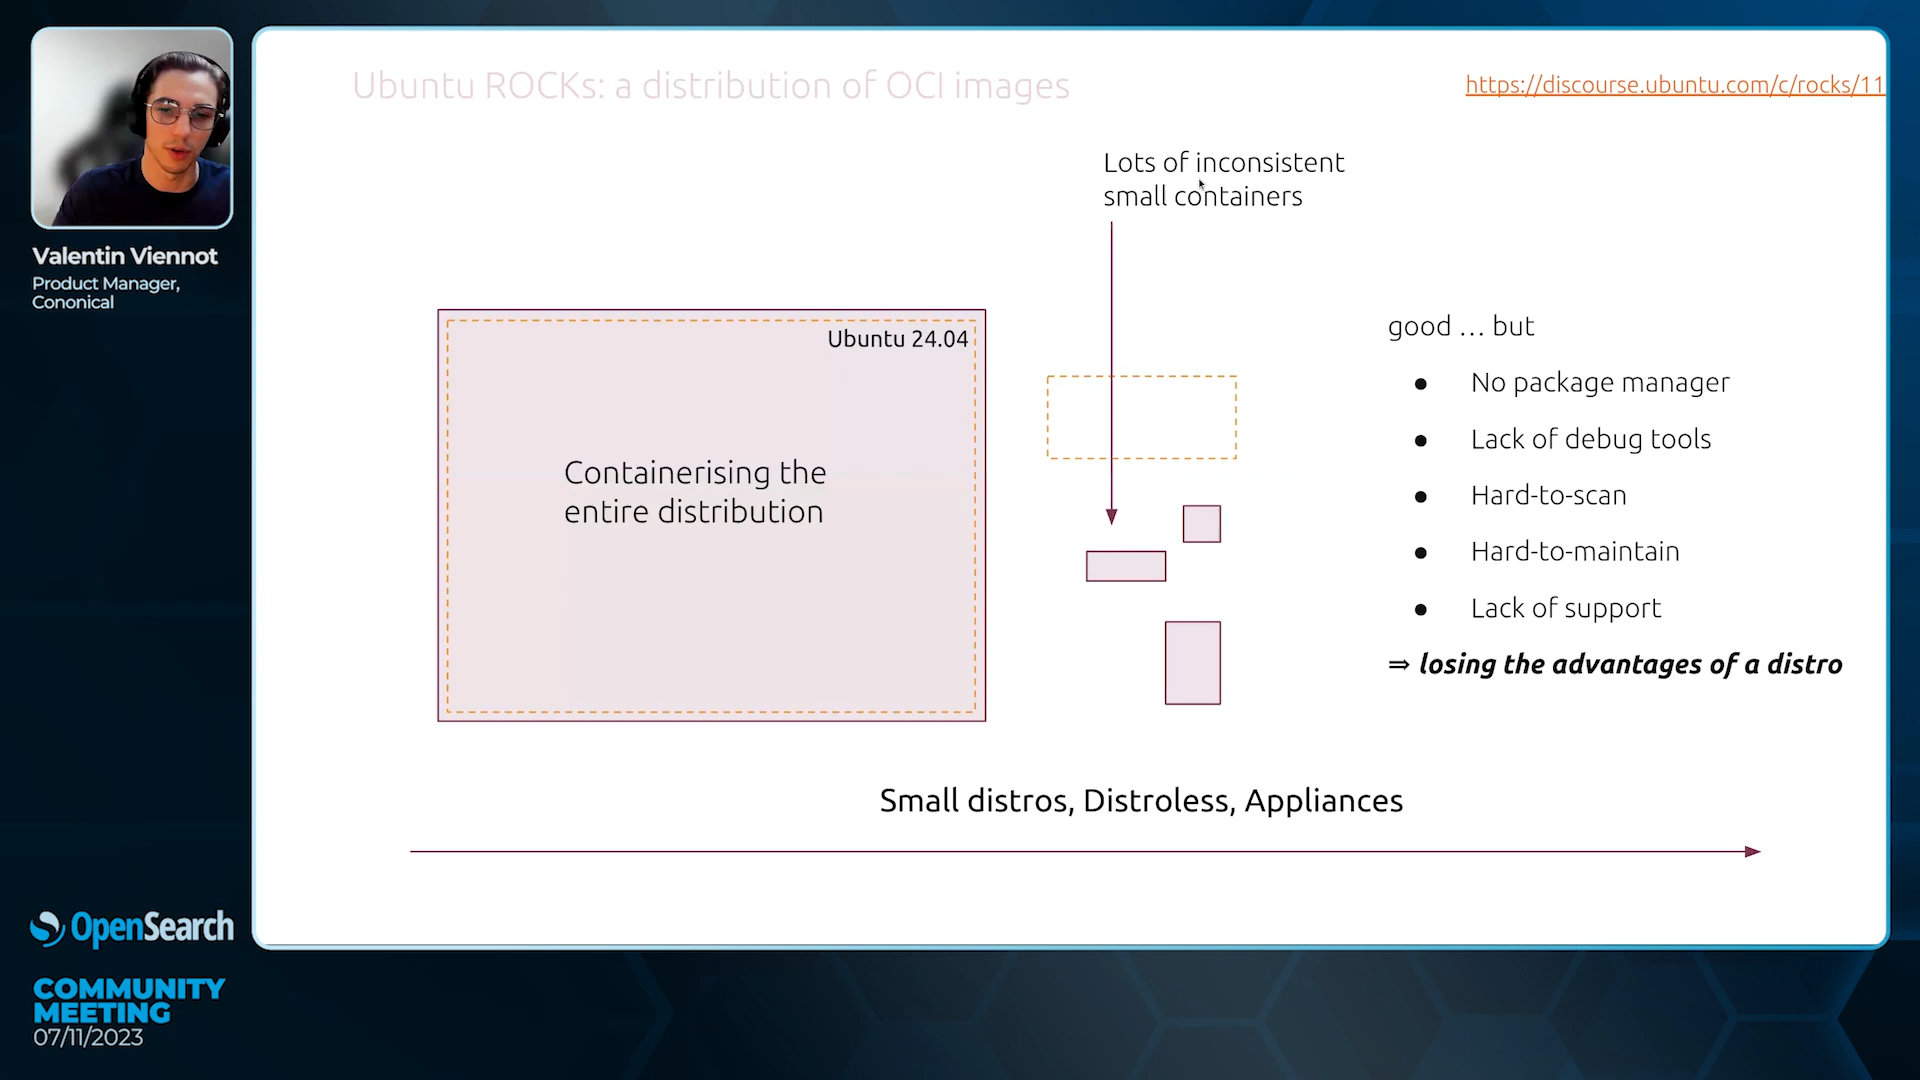 Valentin Viennot
Product Manager,
Cononical
OpenSearch
COMMUNITY
MEETING
07/11/2023
Ubuntu ROCKs: a distribution of OCI images
https://discourse.ubuntu.com/c/rocks/11
Lots of inconsistent
small containers
Ubuntu 24.04
Containerising the
entire distribution
good … but
● No package manager
● Lack of debug tools
● Hard-to-scan
● Hard-to-maintain
● Lack of support
⇒ losing the advantages of a distro
Small distros, Distroless, Appliances